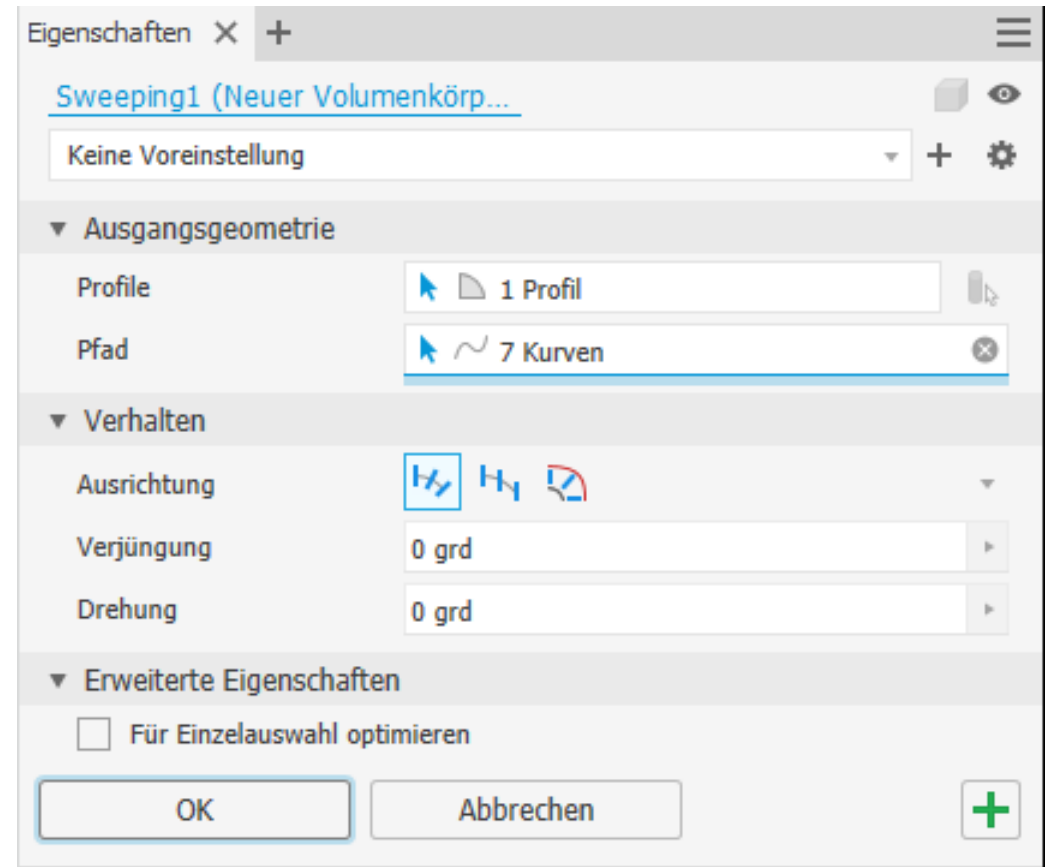 Eigenschaften
Sweeping1 (Neuer Volumenkörp...
Keine Voreinstellung
Ausgangsgeometrie
Profile 1 Profil
Pfad 7 Kurven
Verhalten
Ausrichtung
Verjüngung 0 grd
Drehung 0 grd
Erweiterte Eigenschaften
Für Einzelauswahl optimieren
OK Abbrechen